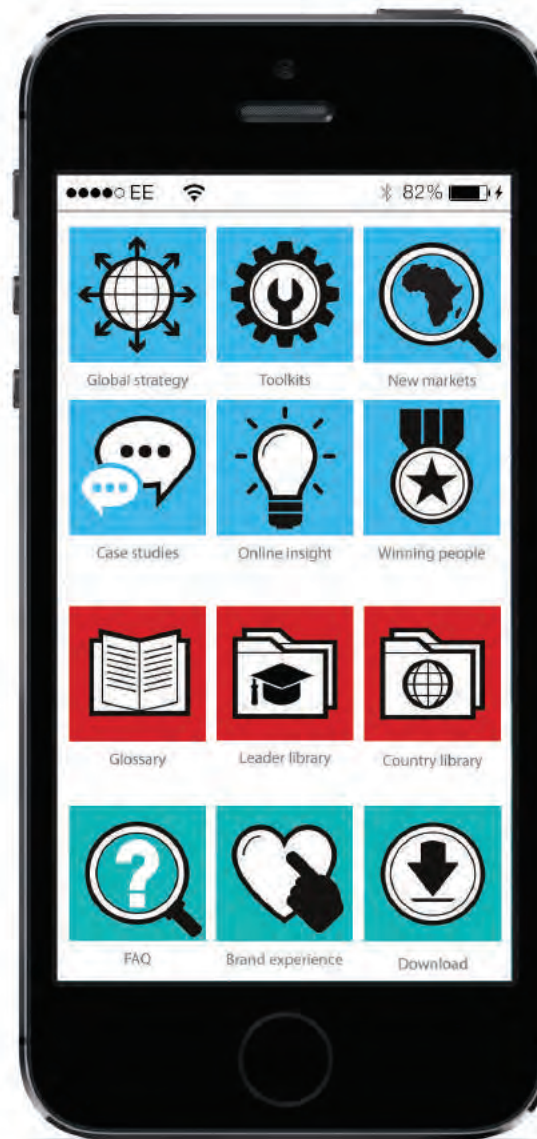 EE 82%
Global strategy Toolkits New markets
Case studies Online insight Winning people
Glossary Leader library Country library
?
FAQ Brand experience Download